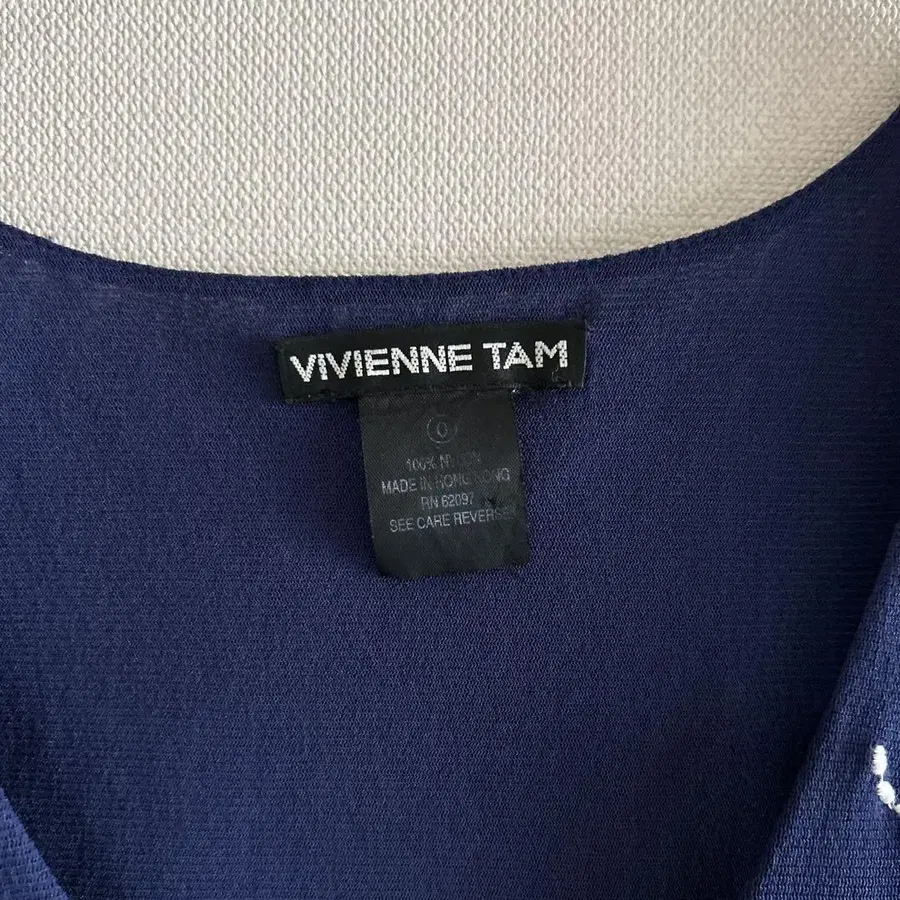 VIVIENNE TAM
0
100% NYLON
MADE IN HONG KONG
RN 62097
SEE CARE REVERSE